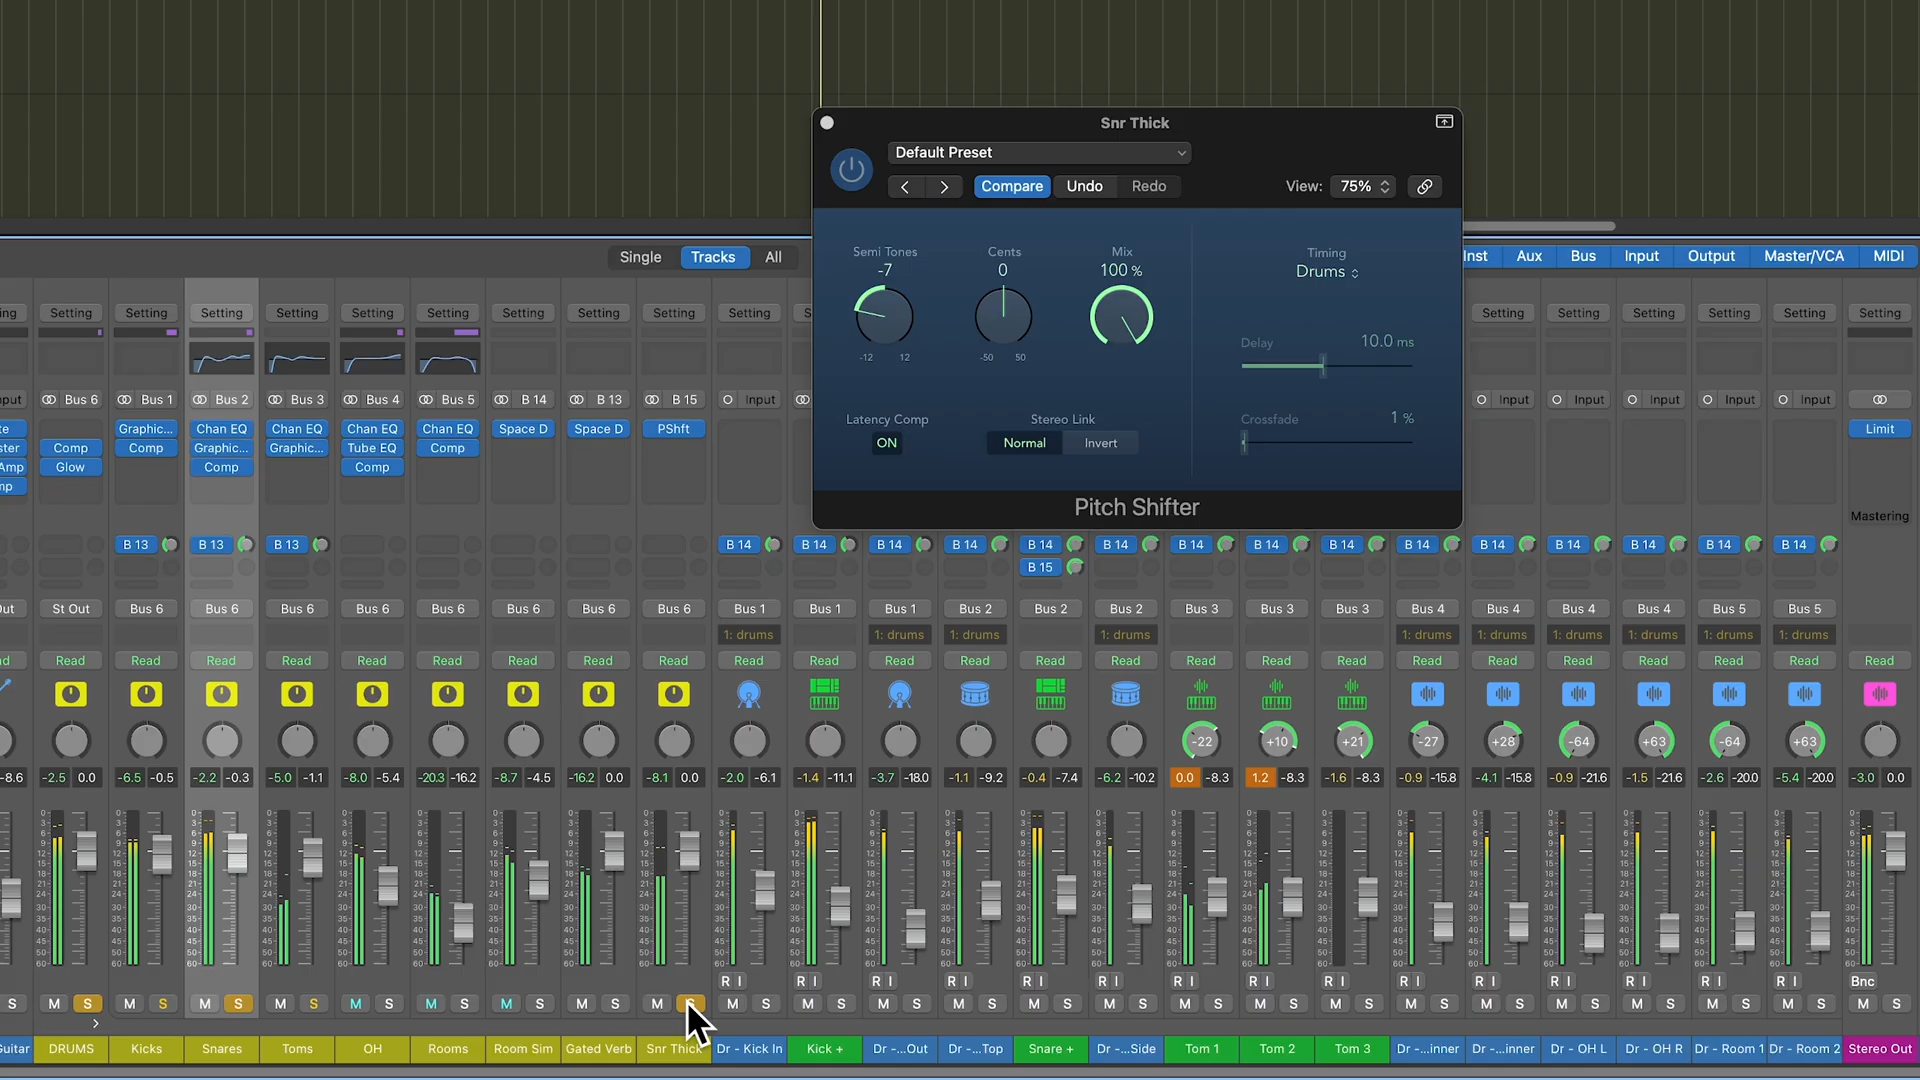 Snr Thick
Default Preset
Compare Undo Redo View: 75%
Semi Tones Cents Mix Timing
-7 0 100 % Drums
-12 12 -50 50
Delay 10.0 ms
Latency Comp Stereo Link Crossfade 1 %
ON Normal Invert
Pitch Shifter
Single Tracks All Inst Aux Bus Input Output Master/VCA MIDI
Setting Setting Setting Setting Setting Setting Setting Setting Setting Setting Setting Setting Setting Setting Setting Setting
Bus 6 Bus 1 Bus 2 Bus 3 Bus 4 Bus 5 B 14 B 13 B 15 Input Input Input Input Input Input
Graphic... Chan EQ Chan EQ Chan EQ Chan EQ Space D Space D PShft Limit
Comp Comp Graphic... Graphic... Tube EQ Comp
Amp Glow Comp Comp
Mastering
B 13 B 13 B 13 B 14 B 14 B 14 B 14 B 14 B 14 B 14 B 14 B 14 B 14 B 14 B 14 B 14 B 14 B 14
B 15
St Out Bus 6 Bus 6 Bus 6 Bus 6 Bus 6 Bus 6 Bus 6 Bus 6 Bus 1 Bus 1 Bus 1 Bus 2 Bus 2 Bus 2 Bus 3 Bus 3 Bus 3 Bus 4 Bus 4 Bus 4 Bus 4 Bus 5 Bus 5
1: drums 1: drums 1: drums 1: drums 1: drums 1: drums 1: drums 1: drums 1: drums 1: drums
Read Read Read Read Read Read Read Read Read Read Read Read Read Read Read Read Read Read Read Read Read Read Read Read Read
-22 +10 +21 -27 +28 -64 +63 -64 +63
-8.6 -2.5 0.0 -6.5 -0.5 -2.2 -0.3 -5.0 -1.1 -8.0 -5.4 -20.3 -16.2 -8.7 -4.5 -16.2 0.0 -8.1 0.0 -2.0 -6.1 -1.4 -11.1 -3.7 -18.0 -1.1 -9.2 -0.4 -7.4 -6.2 -10.2 0.0 -8.3 1.2 -8.3 -1.6 -8.3 -0.9 -15.8 -4.1 -15.8 -0.9 -21.6 -1.5 -21.6 -2.6 -20.0 -5.4 -20.0 -3.0 0.0
R I R I R I R I R I R I R I R I R I R I R I R I R I R I R I Bnc
S M S M S M S M S M S M S M S M S M M S M S M S M S M S M S M S M S M S M S M S M S M S M S M S M S
DRUMS Kicks Snares Toms OH Rooms Room Sim Gated Verb Snr Thick Dr - Kick In Kick + Dr -...Out Dr -...Top Snare + Dr -...Side Tom 1 Tom 2 Tom 3 Dr -...inner Dr -...inner Dr - OH L Dr - OH R Dr - Room 1 Dr - Room 2 Stereo Out